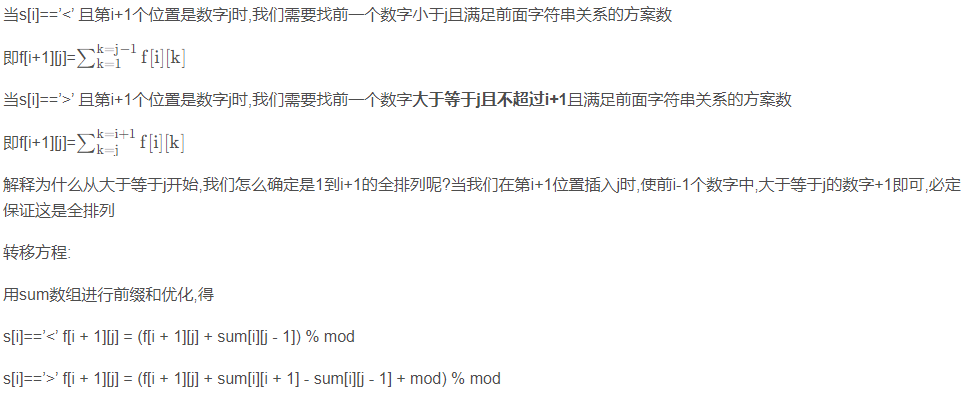 当s[i]==’<’ 且第i+1个位置是数字j时,我们需要找前一个数字小于j且满足前面字符串关系的方案数
即f[i+1][j]=∑_{k=1}^{k=j−1} f[i][k]
当s[i]==’>’ 且第i+1个位置是数字j时,我们需要找前一个数字大于等于j且不超过i+1且满足前面字符串关系的方案数
即f[i+1][j]=∑_{k=j}^{k=i+1} f[i][k]
解释为什么从大于等于j开始,我们怎么确定是1到i+1的全排列呢?当我们在第i+1位置插入j时,使前i-1个数字中,大于等于j的数字+1即可,必定
保证这是全排列
转移方程:
用sum数组进行前缀和优化,得
s[i]==’<’ f[i + 1][j] = (f[i + 1][j] + sum[i][j - 1]) % mod
s[i]==’>’ f[i + 1][j] = (f[i + 1][j] + sum[i][i + 1] - sum[i][j - 1] + mod) % mod